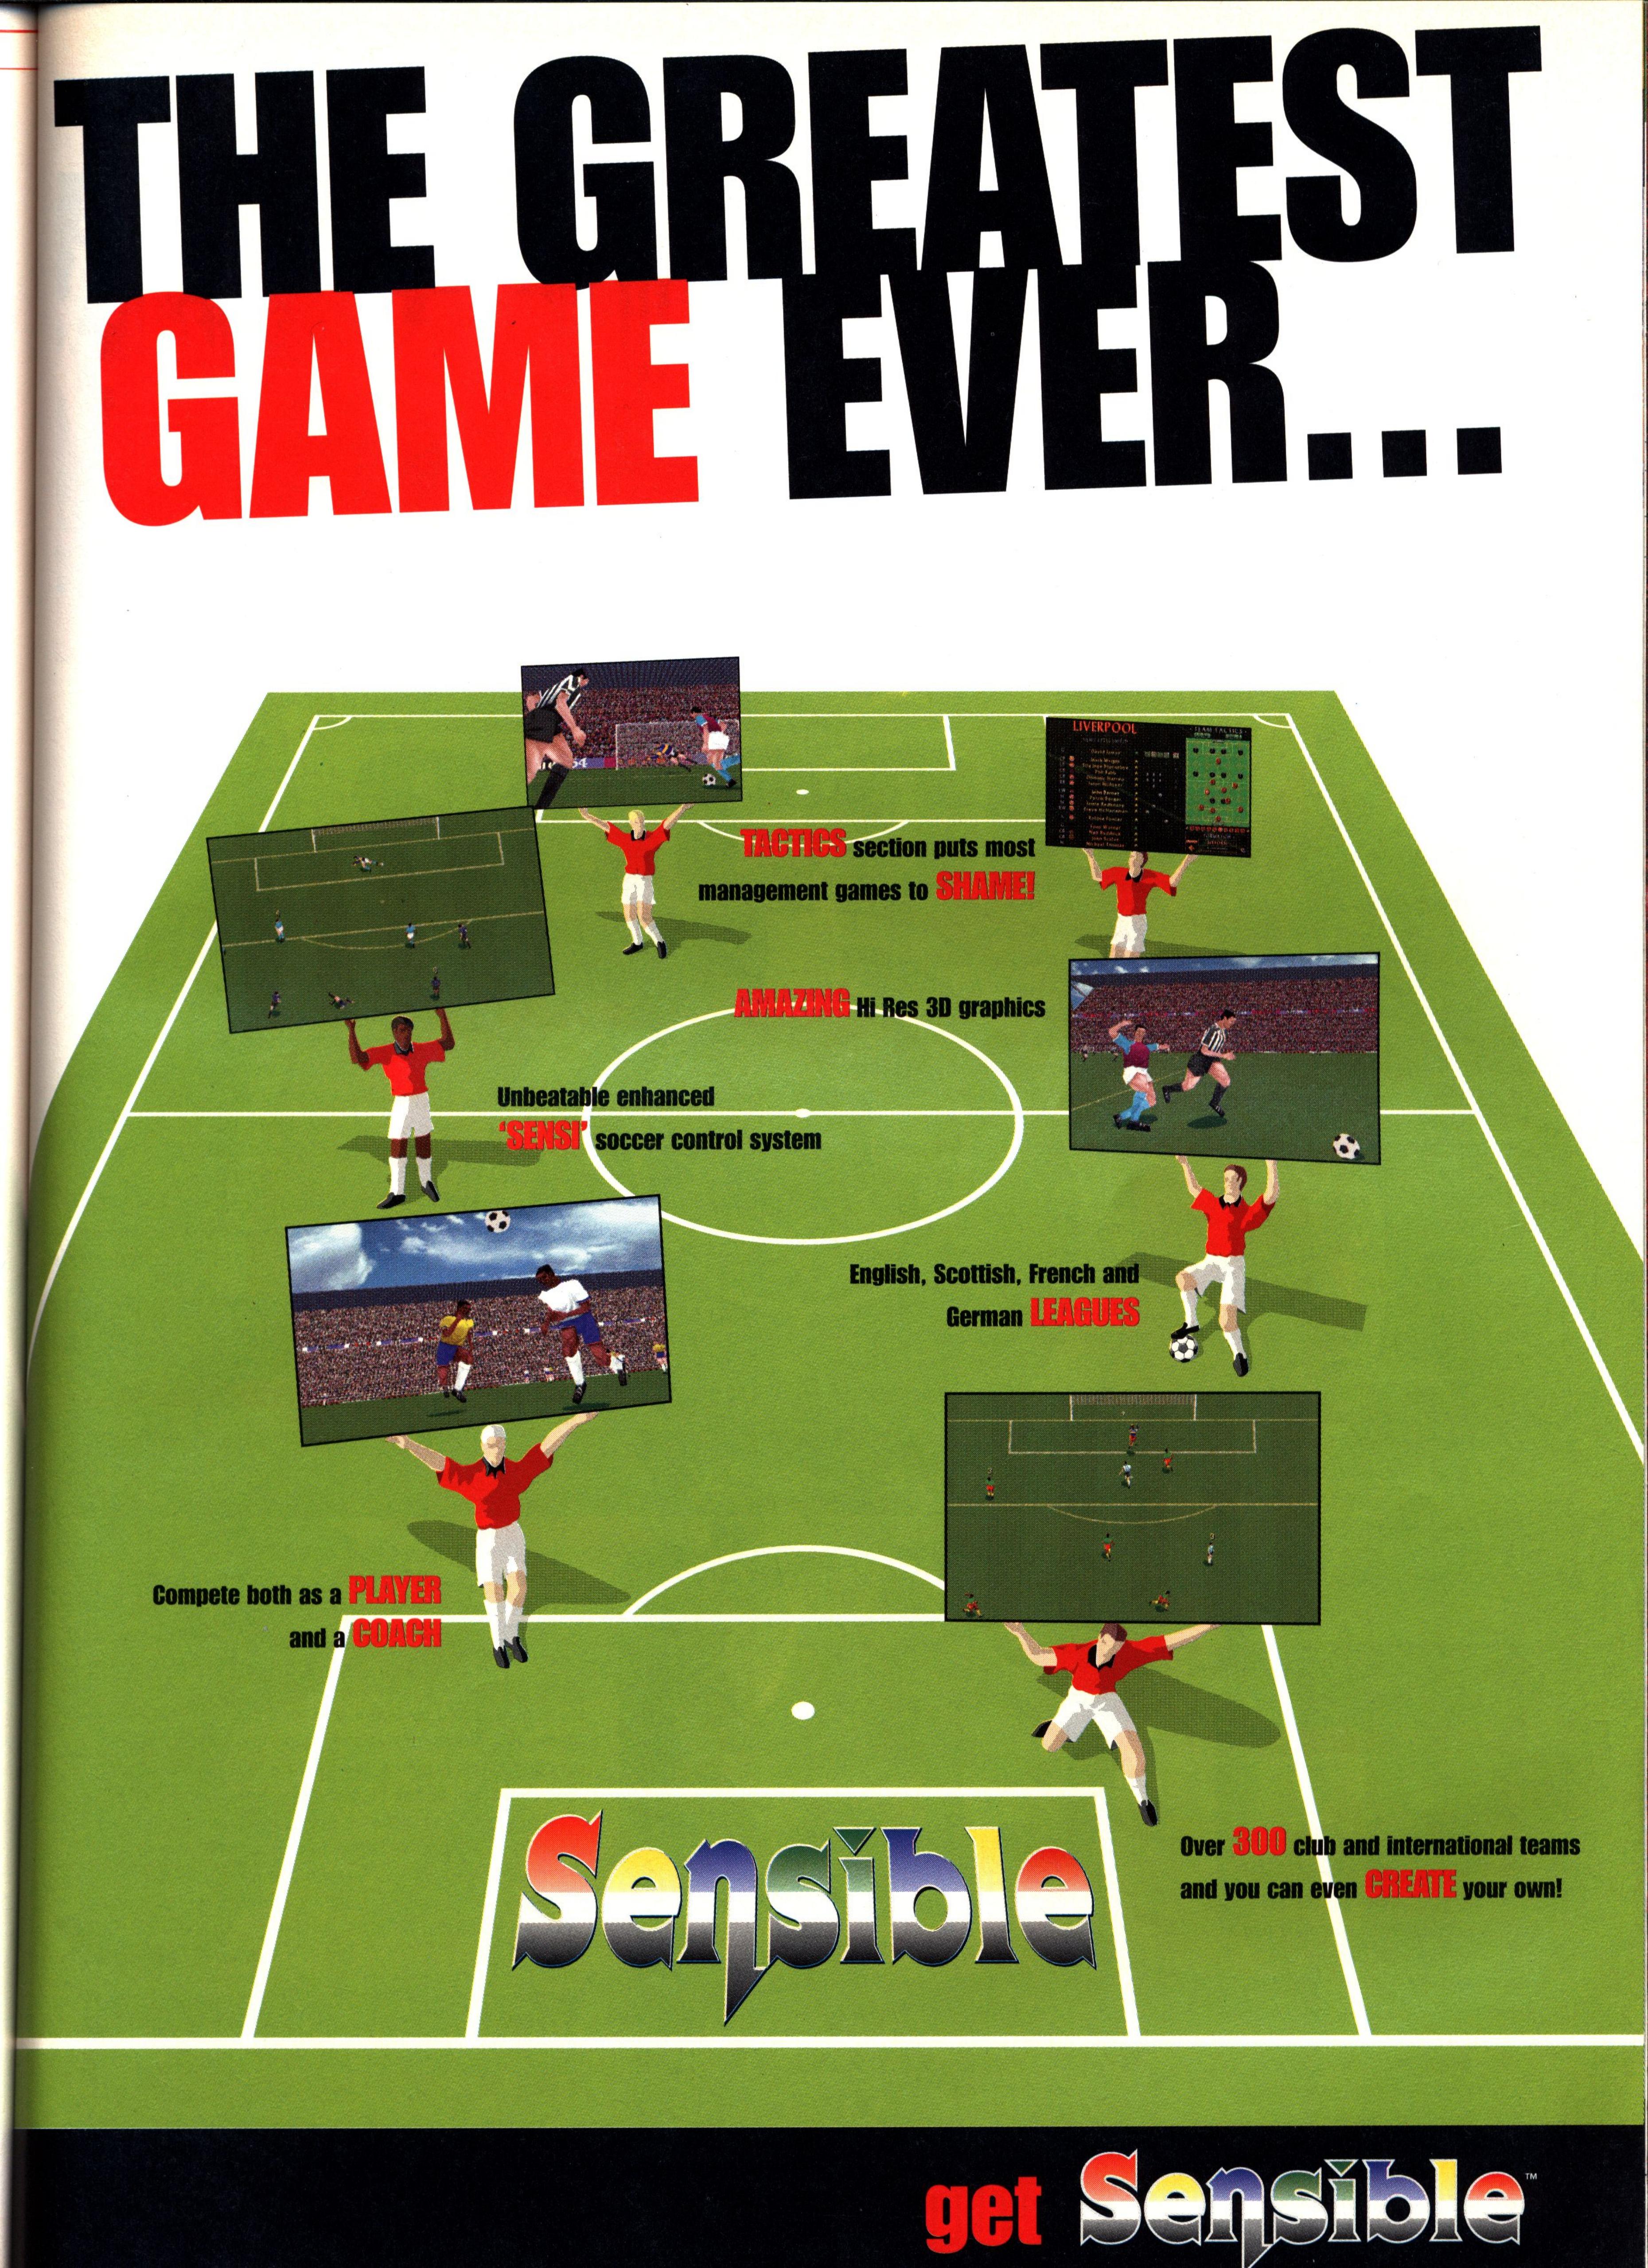 THE GREATEST
GAME EVER...
LIVERPOOL
TEAM TACTICS
TACTICS section puts most
management games to SHAME!
AMAZING Hi Res 3D graphics
Unbeatable enhanced
‘SENSI’ soccer control system
English, Scottish, French and
German LEAGUES
Compete both as a PLAYER
and a COACH
Sensible
Over 300 club and international teams
and you can even CREATE your own!
get Sensible™